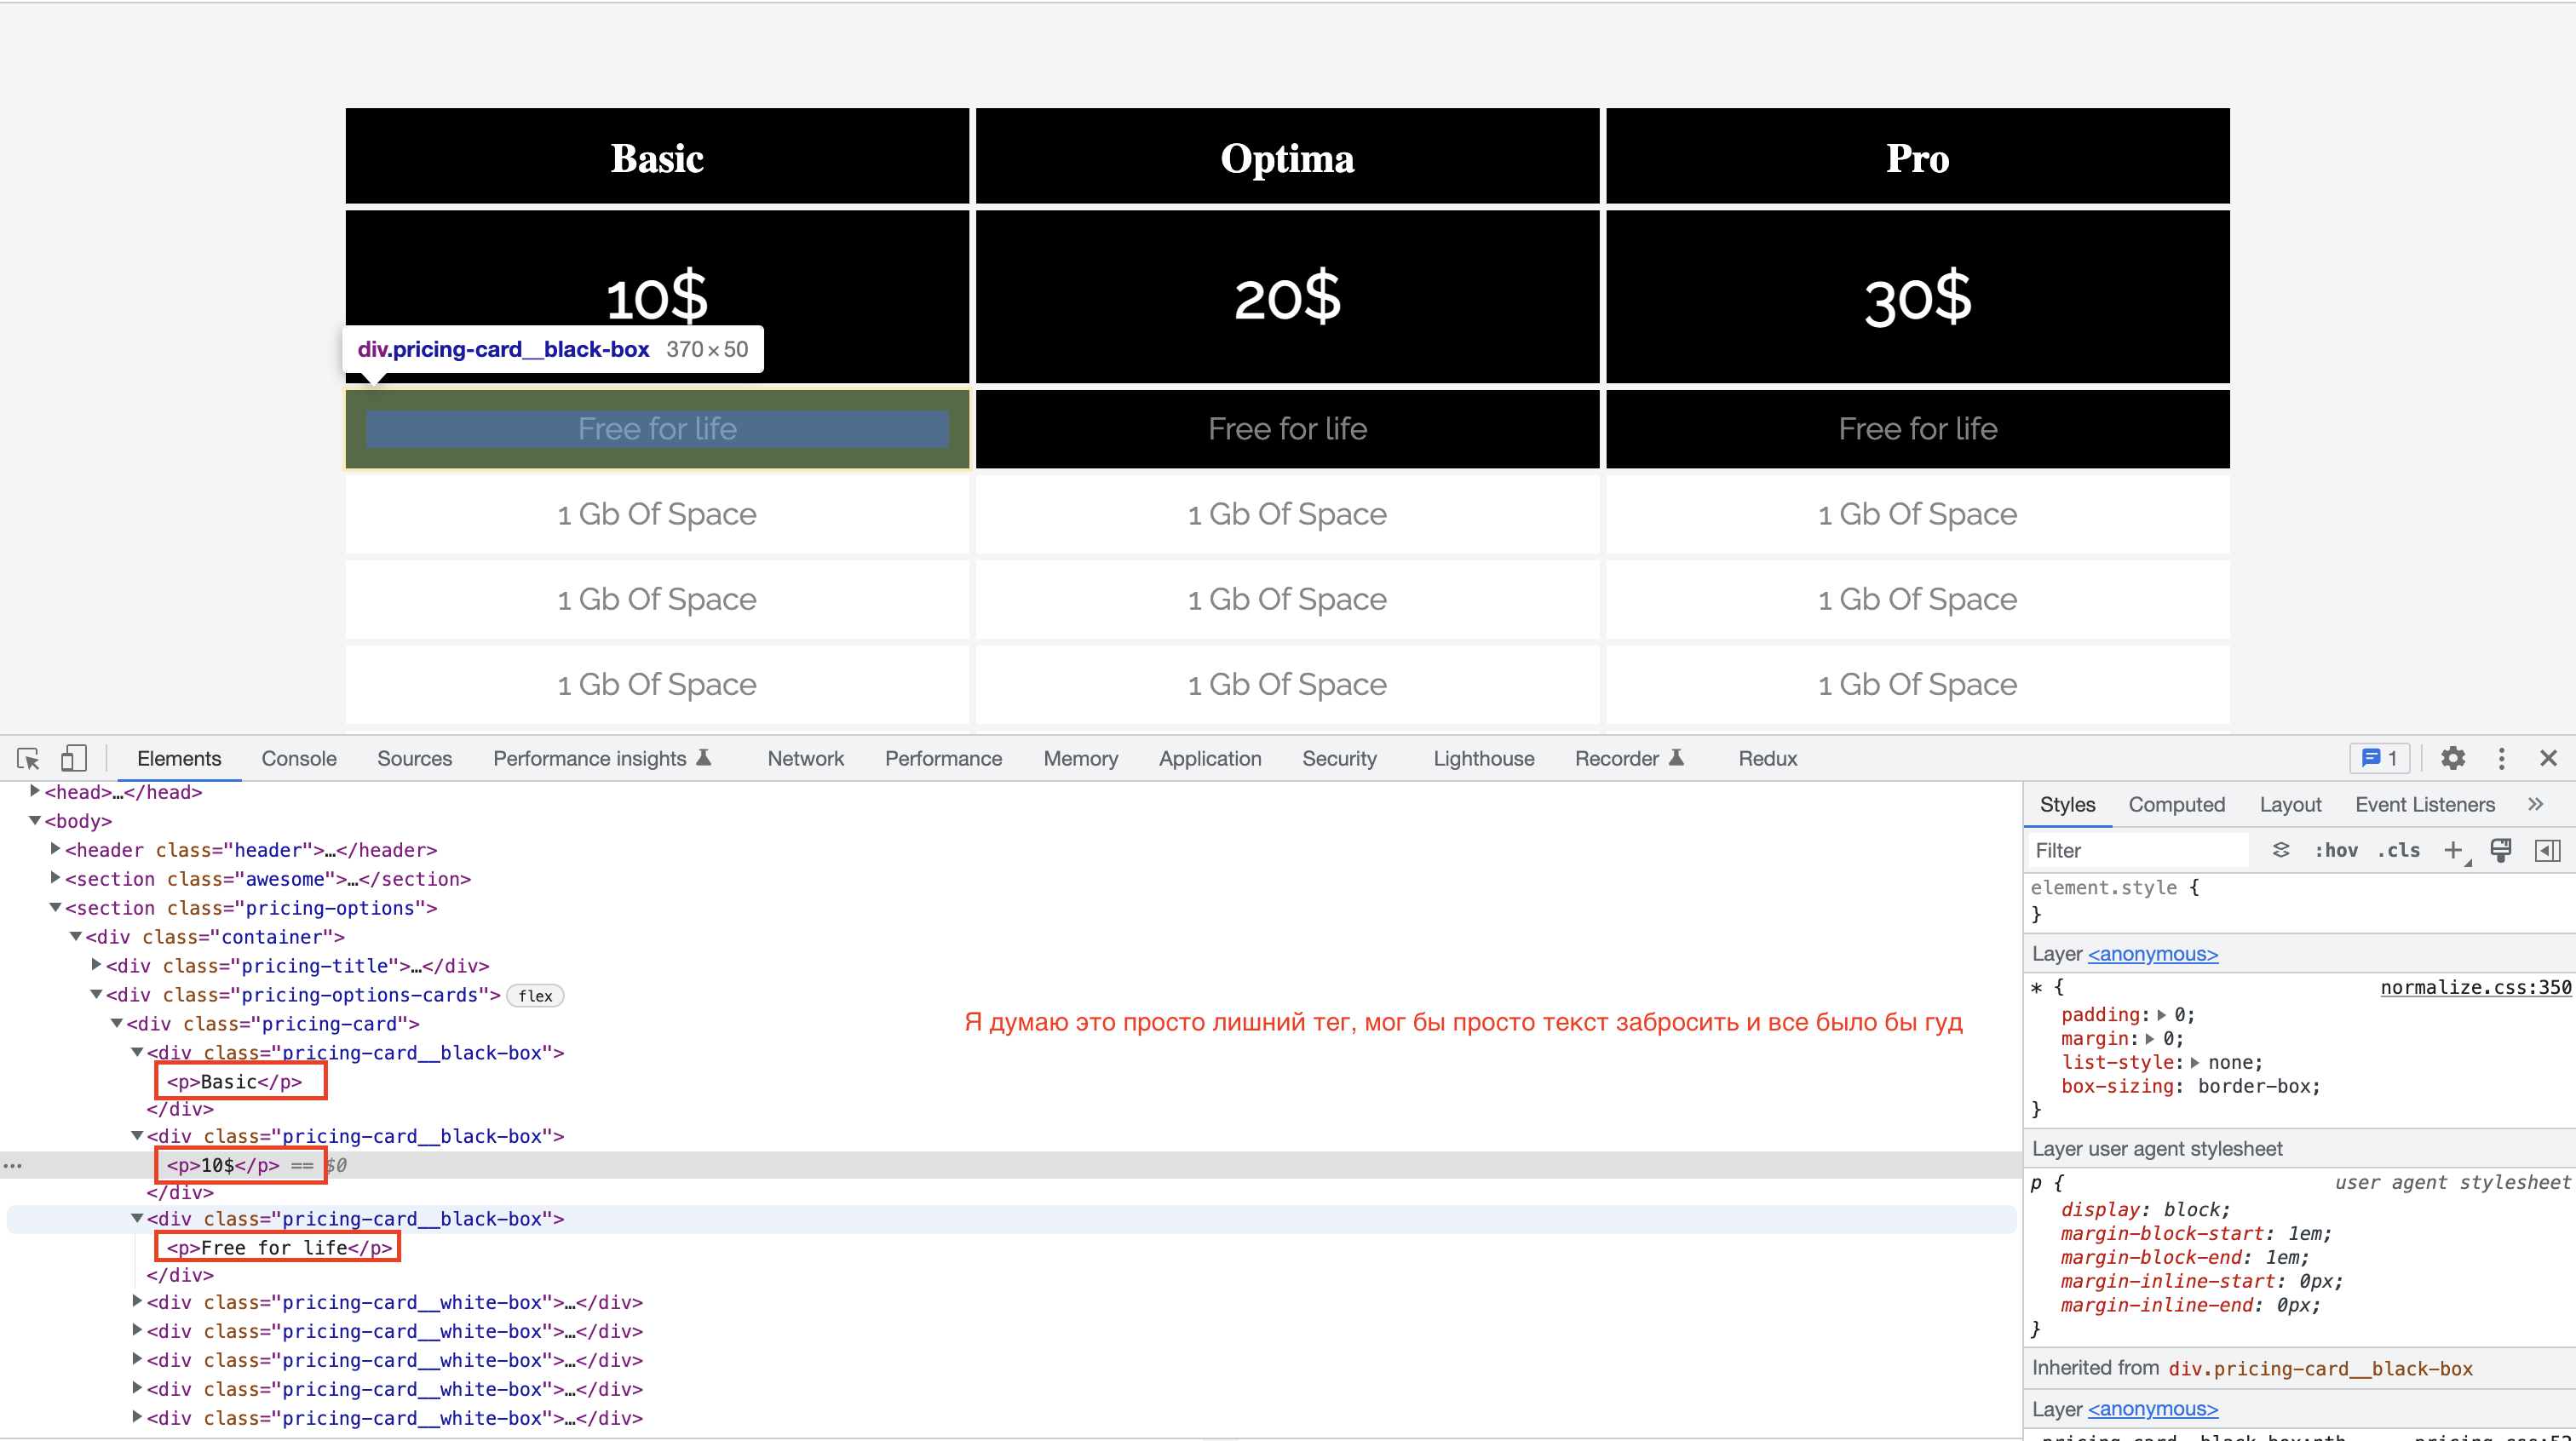 Basic Optima Pro
10$ 20$ 30$
div.pricing-card__black-box 370×50
Free for life Free for life Free for life
1 Gb Of Space 1 Gb Of Space 1 Gb Of Space
1 Gb Of Space 1 Gb Of Space 1 Gb Of Space
1 Gb Of Space 1 Gb Of Space 1 Gb Of Space
Elements Console Sources Performance insights Network Performance Memory Application Security Lighthouse Recorder Redux 1
<head>…</head>
<body>
<header class="header">…</header>
<section class="awesome">…</section>
<section class="pricing-options">
<div class="container">
<div class="pricing-title">…</div>
<div class="pricing-options-cards"> flex
<div class="pricing-card">
Я думаю это просто лишний тег, мог бы просто текст забросить и все было бы гуд
<div class="pricing-card__black-box">
<p>Basic</p>
</div>
<div class="pricing-card__black-box">
<p>10$</p> == $0
</div>
<div class="pricing-card__black-box">
<p>Free for life</p>
</div>
<div class="pricing-card__white-box">…</div>
<div class="pricing-card__white-box">…</div>
<div class="pricing-card__white-box">…</div>
<div class="pricing-card__white-box">…</div>
<div class="pricing-card__white-box">…</div>
Styles Computed Layout Event Listeners
Filter :hov .cls
element.style {
}
Layer <anonymous>
* { normalize.css:350
padding: 0;
margin: 0;
list-style: none;
box-sizing: border-box;
}
Layer user agent stylesheet
p { user agent stylesheet
display: block;
margin-block-start: 1em;
margin-block-end: 1em;
margin-inline-start: 0px;
margin-inline-end: 0px;
}
Inherited from div.pricing-card__black-box
Layer <anonymous>